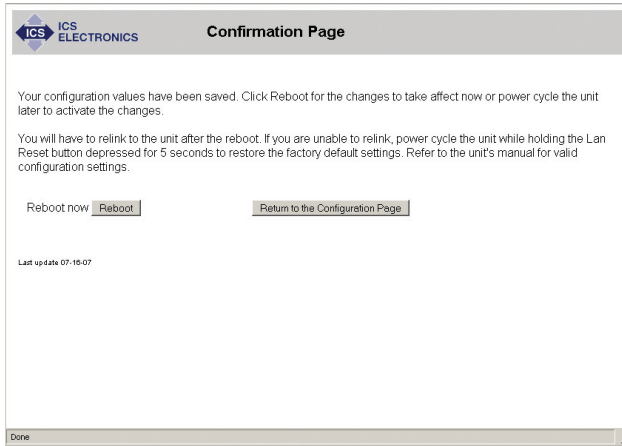 ICS
ICS
ELECTRONICS
Confirmation Page
Your configuration values have been saved. Click Reboot for the changes to take affect now or power cycle the unit
later to activate the changes.
You will have to relink to the unit after the reboot. If you are unable to relink, power cycle the unit while holding the Lan
Reset button depressed for 5 seconds to restore the factory default settings. Refer to the unit's manual for valid
configuration settings.
Reboot now Reboot Return to the Configuration Page
Last update 07-16-07
Done